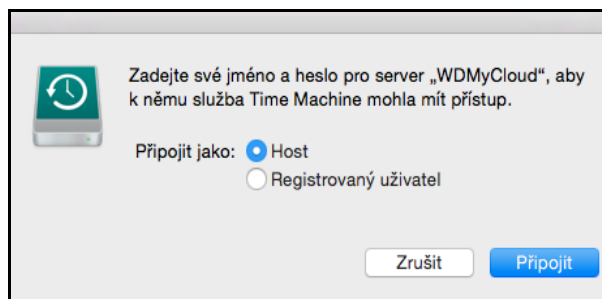 Zadejte své jméno a heslo pro server „WDMyCloud“, aby
k němu služba Time Machine mohla mít přístup.
Připojit jako: Host
Registrovaný uživatel
Zrušit Připojit